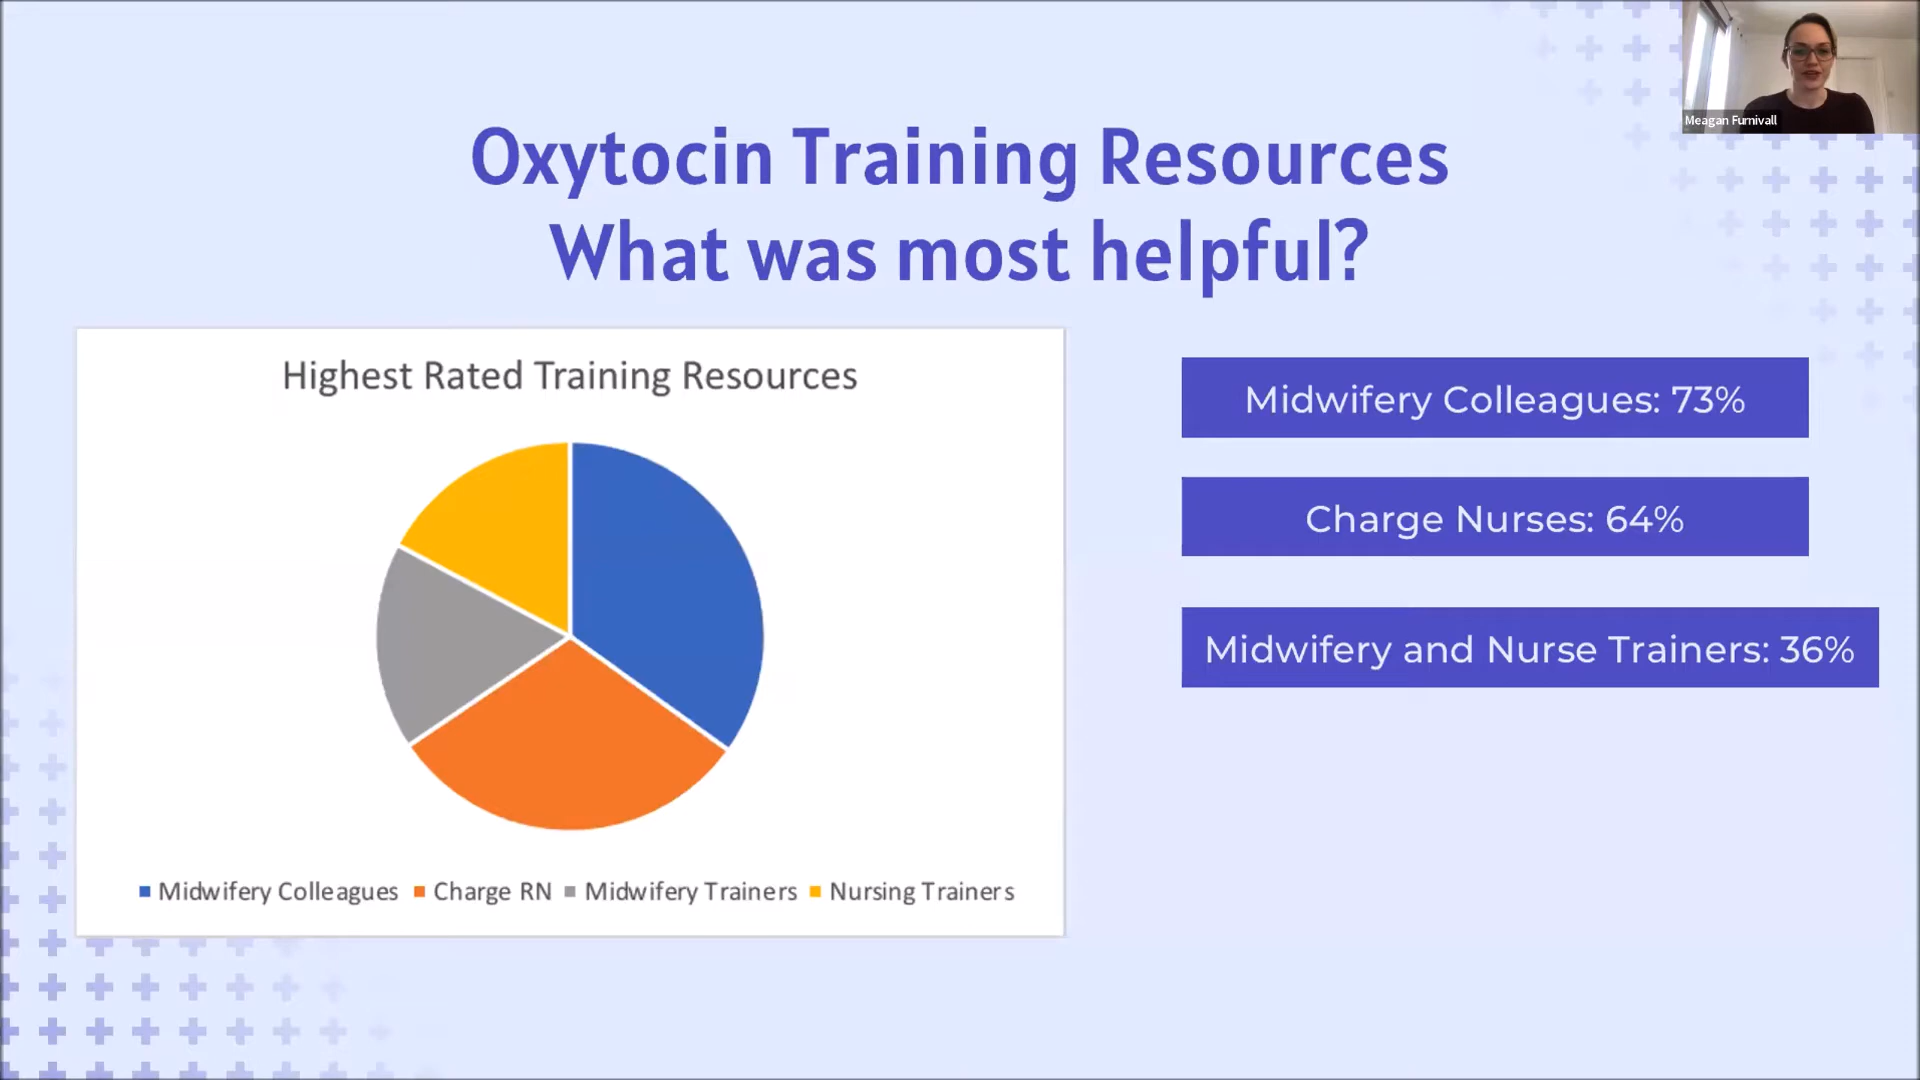 Meagan Furnivall
Oxytocin Training Resources
What was most helpful?
Highest Rated Training Resources
Midwifery Colleagues Charge RN Midwifery Trainers Nursing Trainers
Midwifery Colleagues: 73%
Charge Nurses: 64%
Midwifery and Nurse Trainers: 36%